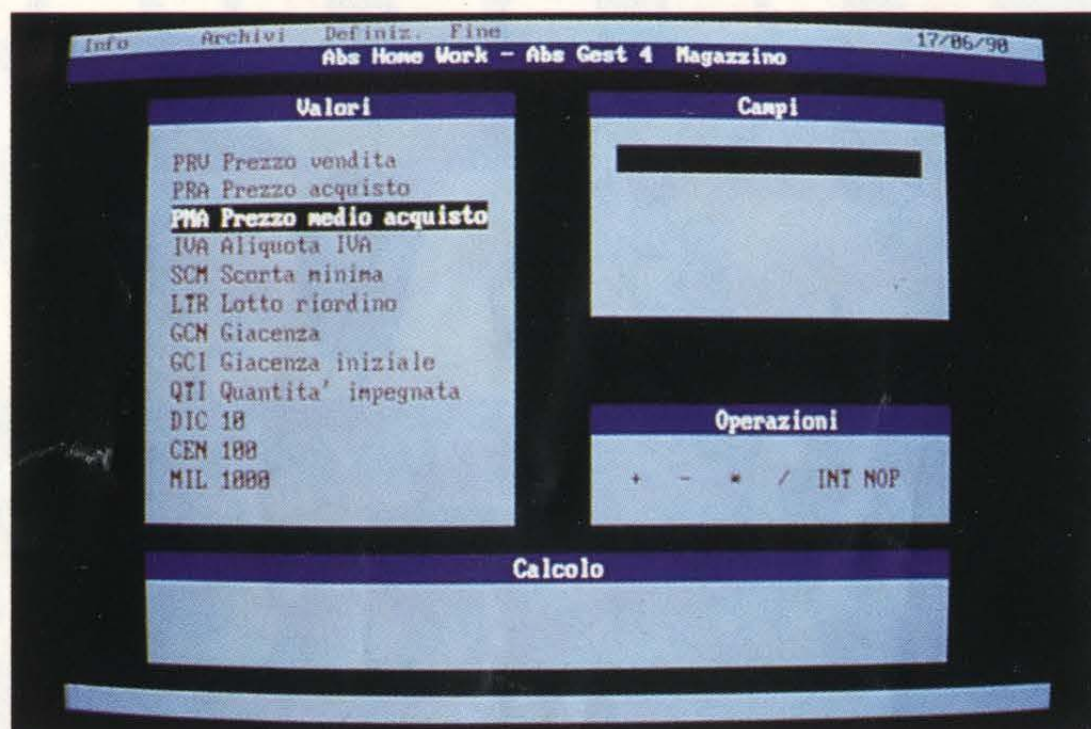 Info Archivi Definiz. Fine 17/06/90
Abs Home Work - Abs Gest 4 Magazzino
Valori
PRV Prezzo vendita
PRA Prezzo acquisto
PMA Prezzo medio acquisto
IVA Aliquota IVA
SCM Scorta minima
LTR Lotto riordino
GCN Giacenza
GCI Giacenza iniziale
QTI Quantita' impegnata
DIC 10
CEN 100
MIL 1000
Campi
Operazioni
+ - * / INT NOP
Calcolo